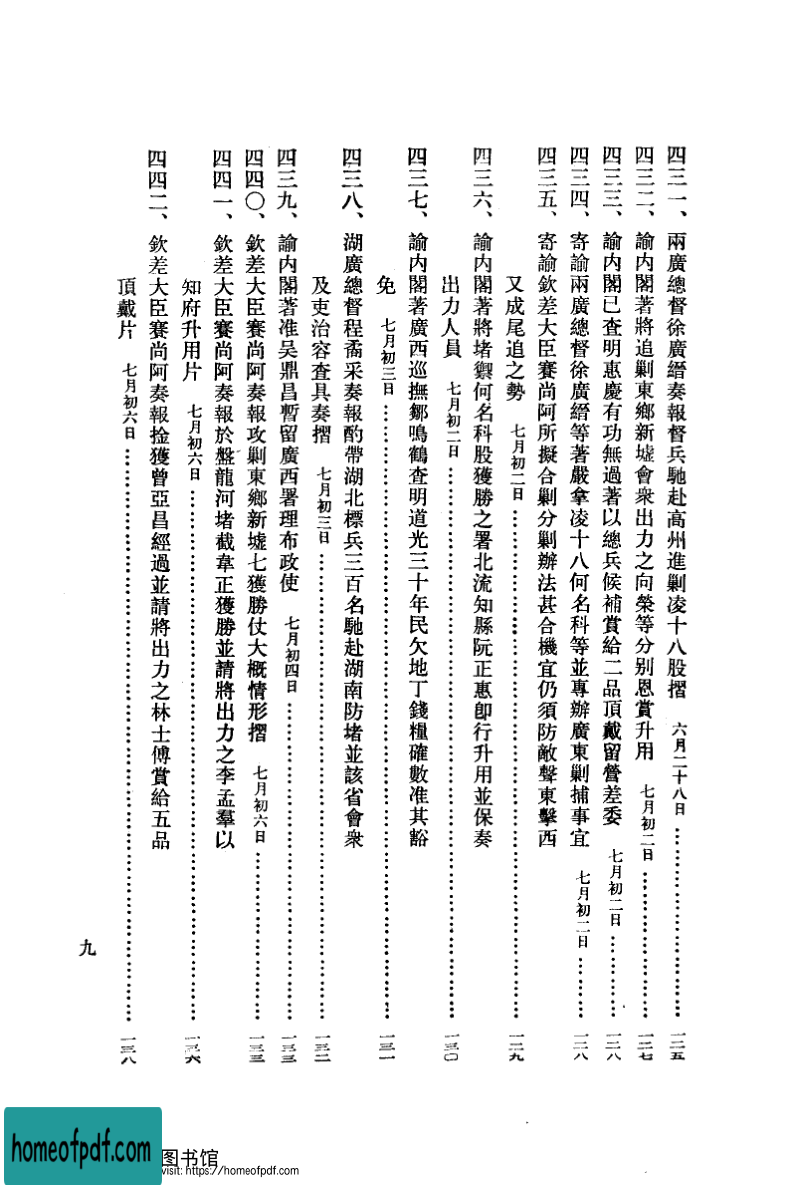 四三一、兩廣總督徐廣縉奏報督兵馳赴高州進剿凌十八股摺 六月二十八日…………………一二五
四三二、諭內閣著將追剿東鄉新墟會衆出力之向榮等分別恩賞升用 七月初二日…………………一二七
四三三、諭內閣已查明惠慶有功無過著以總兵候補賞給二品頂戴留營差委 七月初二日…………一二八
四三四、寄諭兩廣總督徐廣縉等著嚴拿凌十八何名科等並專辦廣東剿捕事宜 七月初二日………一二八
四三五、寄諭欽差大臣賽尚阿所擬合剿分剿辦法甚合機宜仍須防敵聲東擊西
又成尾追之勢 七月初二日…………………一二九
四三六、諭內閣著將堵禦何名科股獲勝之署北流知縣阮正惠卽行升用並保奏
出力人員 七月初二日…………………一三〇
四三七、諭內閣著廣西巡撫鄒鳴鶴查明道光三十年民欠地丁錢糧確數准其豁
免 七月初三日…………………一三一
四三八、湖廣總督程矞采奏報酌帶湖北標兵三百名馳赴湖南防堵並該省會衆
及吏治容查具奏摺 七月初三日…………………一三二
四三九、諭內閣著准吴鼎昌暫留廣西署理布政使 七月初四日…………………一三三
四四〇、欽差大臣賽尚阿奏報攻剿東鄉新墟七獲勝仗大概情形摺 七月初六日…………………一三三
四四一、欽差大臣賽尚阿奏報於盤龍河堵截韋正獲勝並請將出力之李孟羣以
知府升用片 七月初六日…………………一三六
四四二、欽差大臣賽尚阿奏報捦獲曾亞昌經過並請將出力之林士傅賞給五品
頂戴片 七月初六日…………………一三八
九
homeofpdf.com
图书馆
visit: https://homeofpdf.com